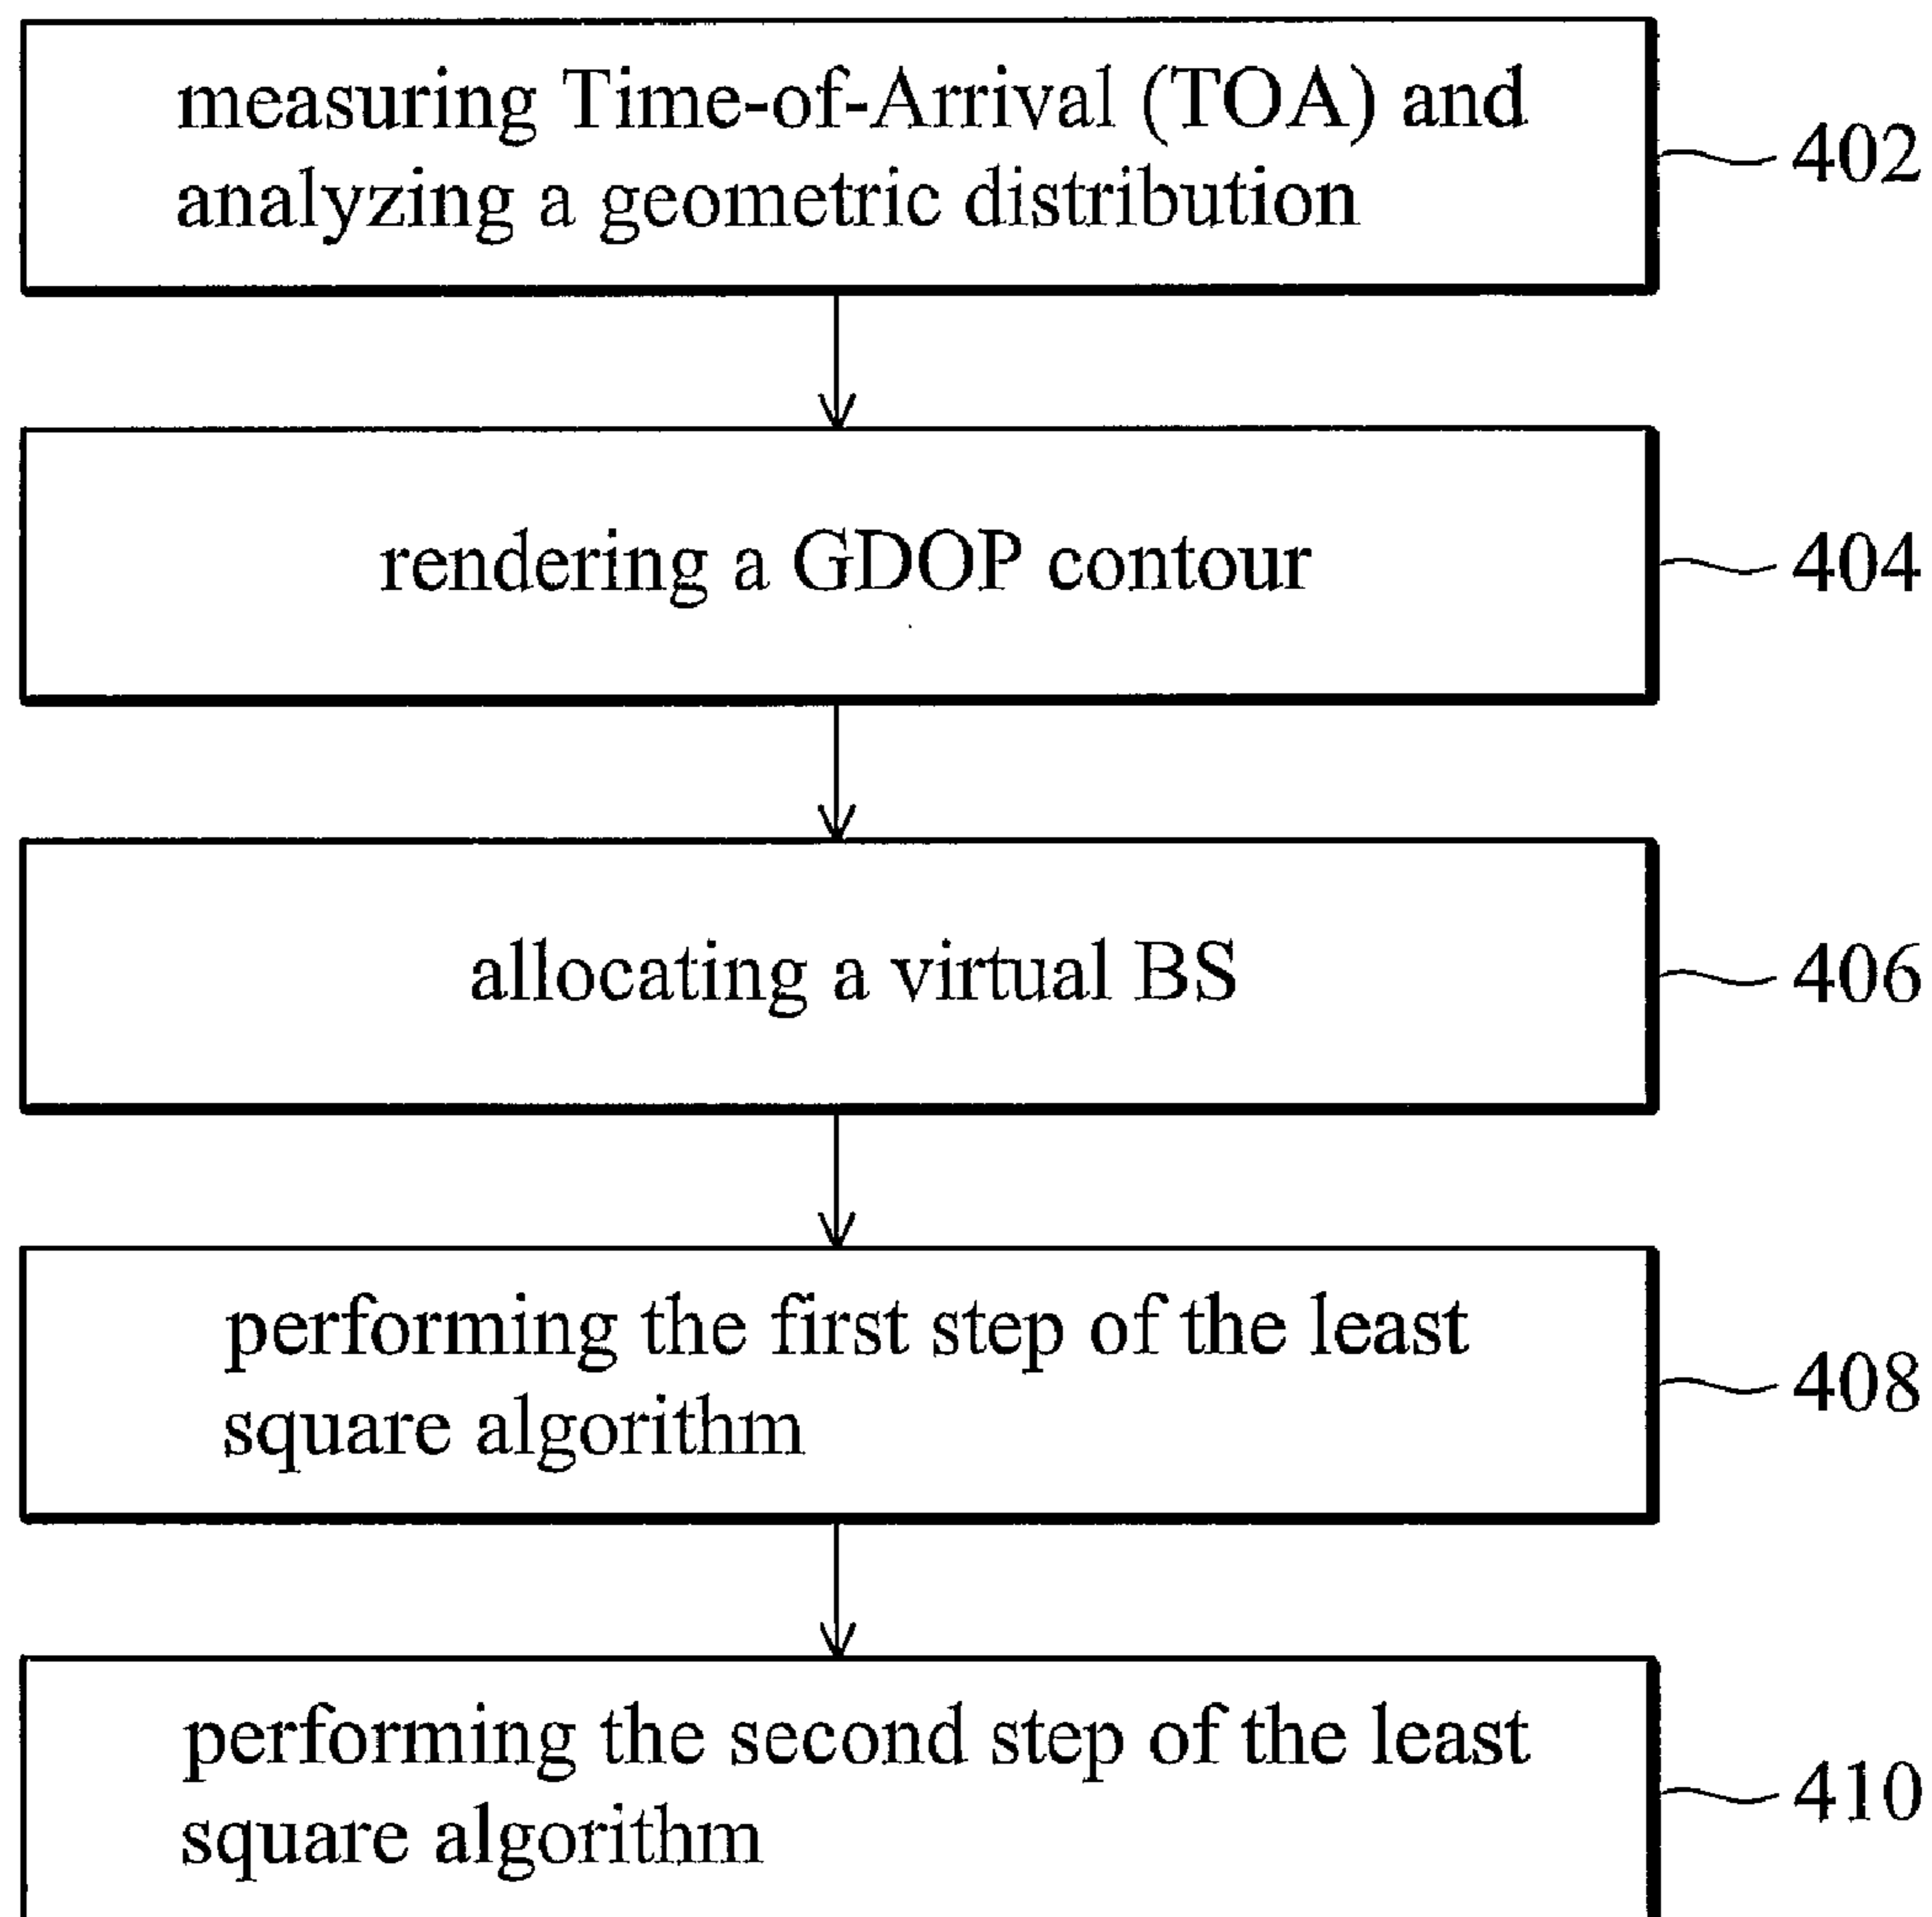 measuring Time-of-Arrival (TOA) and
analyzing a geometric distribution
402
rendering a GDOP contour
404
allocating a virtual BS
406
performing the first step of the least
square algorithm
408
performing the second step of the least
square algorithm
410